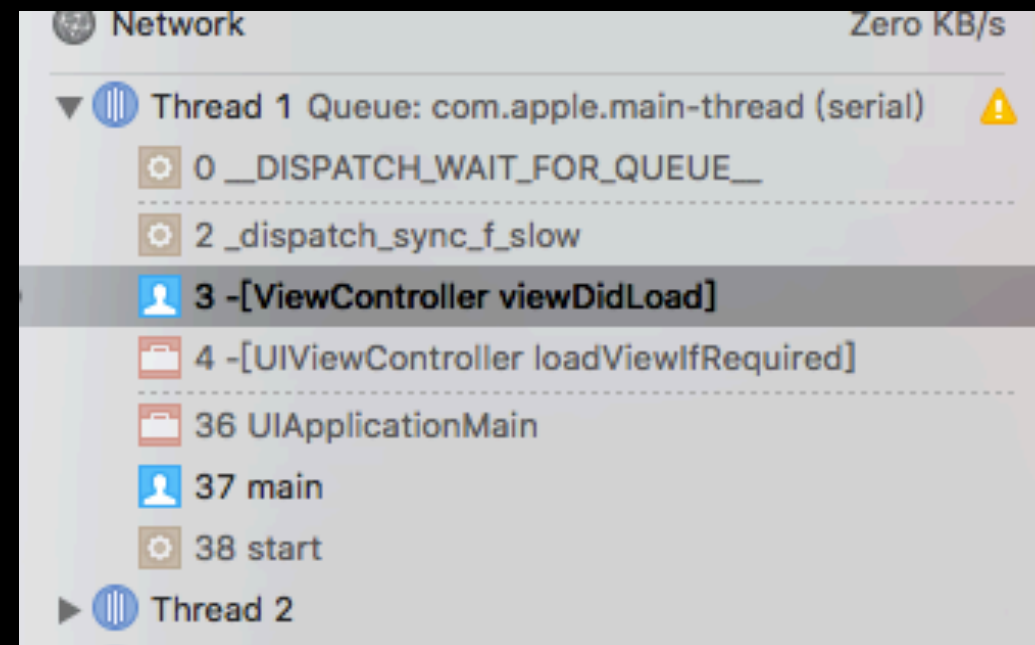 Network Zero KB/s
Thread 1 Queue: com.apple.main-thread (serial)
0 __DISPATCH_WAIT_FOR_QUEUE__
2 _dispatch_sync_f_slow
3 -[ViewController viewDidLoad]
4 -[UIViewController loadViewIfRequired]
36 UIApplicationMain
37 main
38 start
Thread 2